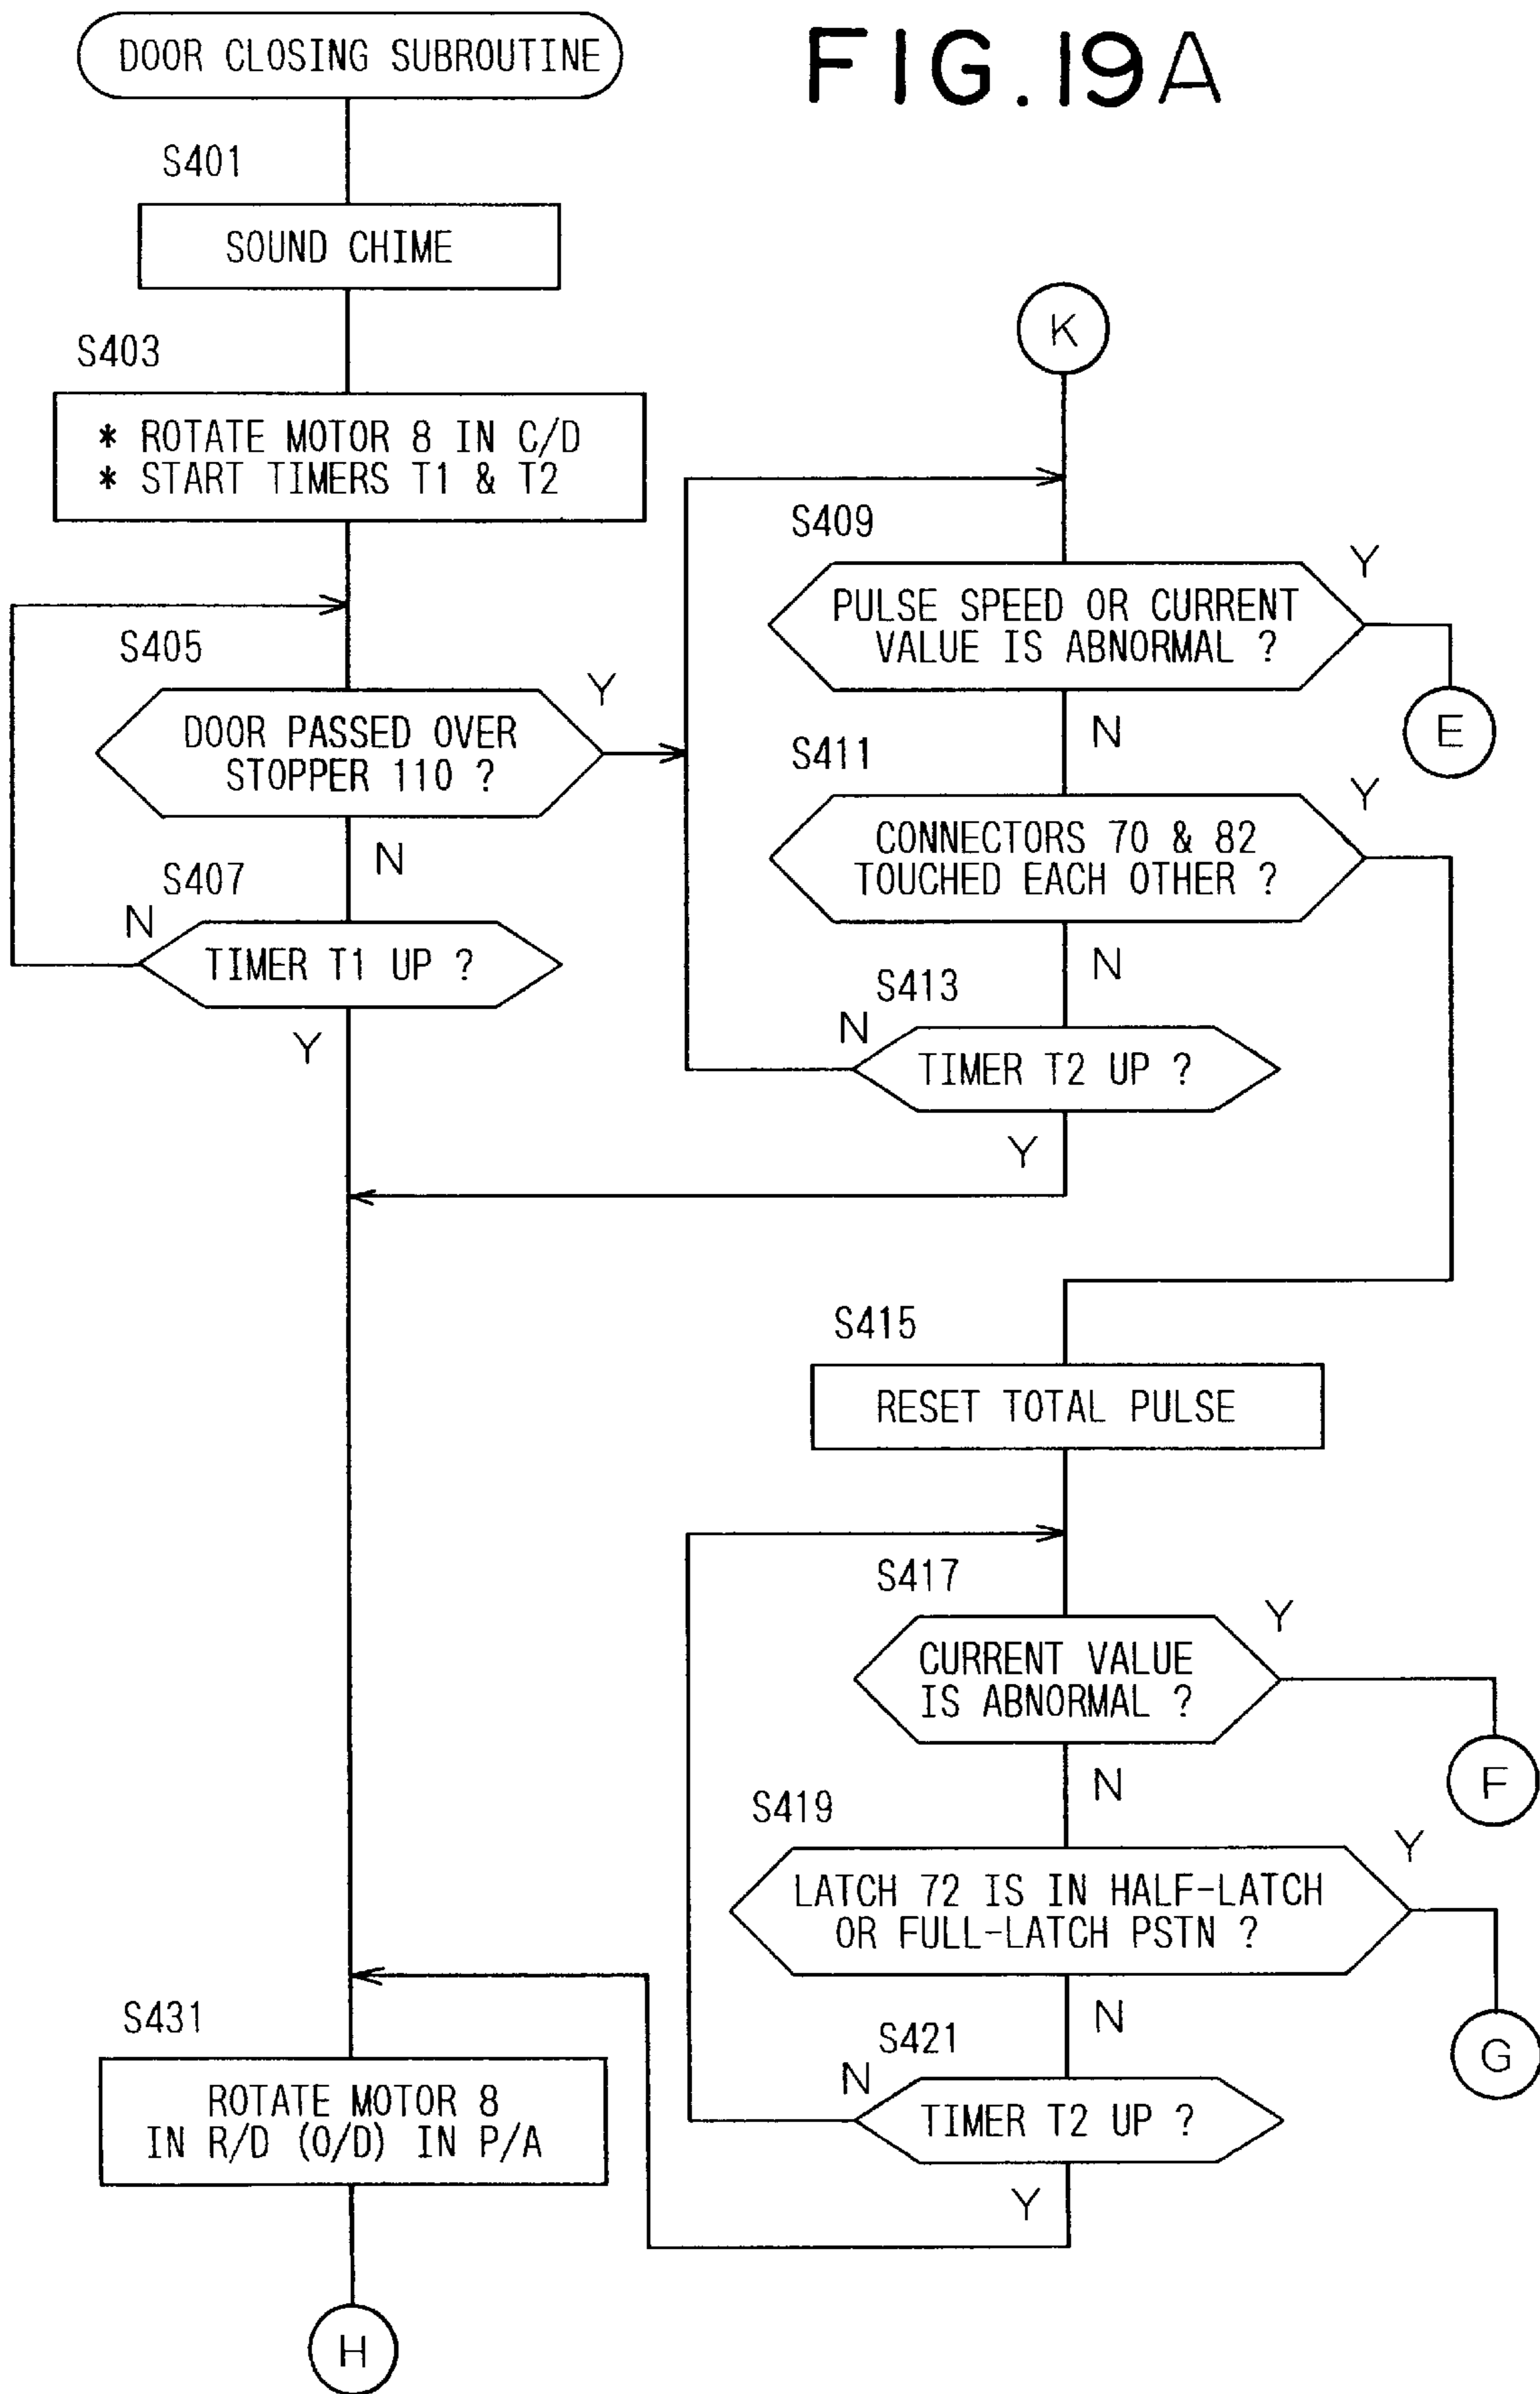 FIG.19A
DOOR CLOSING SUBROUTINE
S401
SOUND CHIME
S403
* ROTATE MOTOR 8 IN C/D
* START TIMERS T1 & T2
S405
DOOR PASSED OVER
STOPPER 110 ?
Y
N
S407
N
TIMER T1 UP ?
Y
K
S409
PULSE SPEED OR CURRENT
VALUE IS ABNORMAL ?
Y
E
N
S411
CONNECTORS 70 & 82
TOUCHED EACH OTHER ?
Y
N
S413
N
TIMER T2 UP ?
Y
S415
RESET TOTAL PULSE
S417
CURRENT VALUE
IS ABNORMAL ?
Y
F
N
S419
LATCH 72 IS IN HALF-LATCH
OR FULL-LATCH PSTN ?
Y
G
N
S421
N
TIMER T2 UP ?
Y
S431
ROTATE MOTOR 8
IN R/D (O/D) IN P/A
H